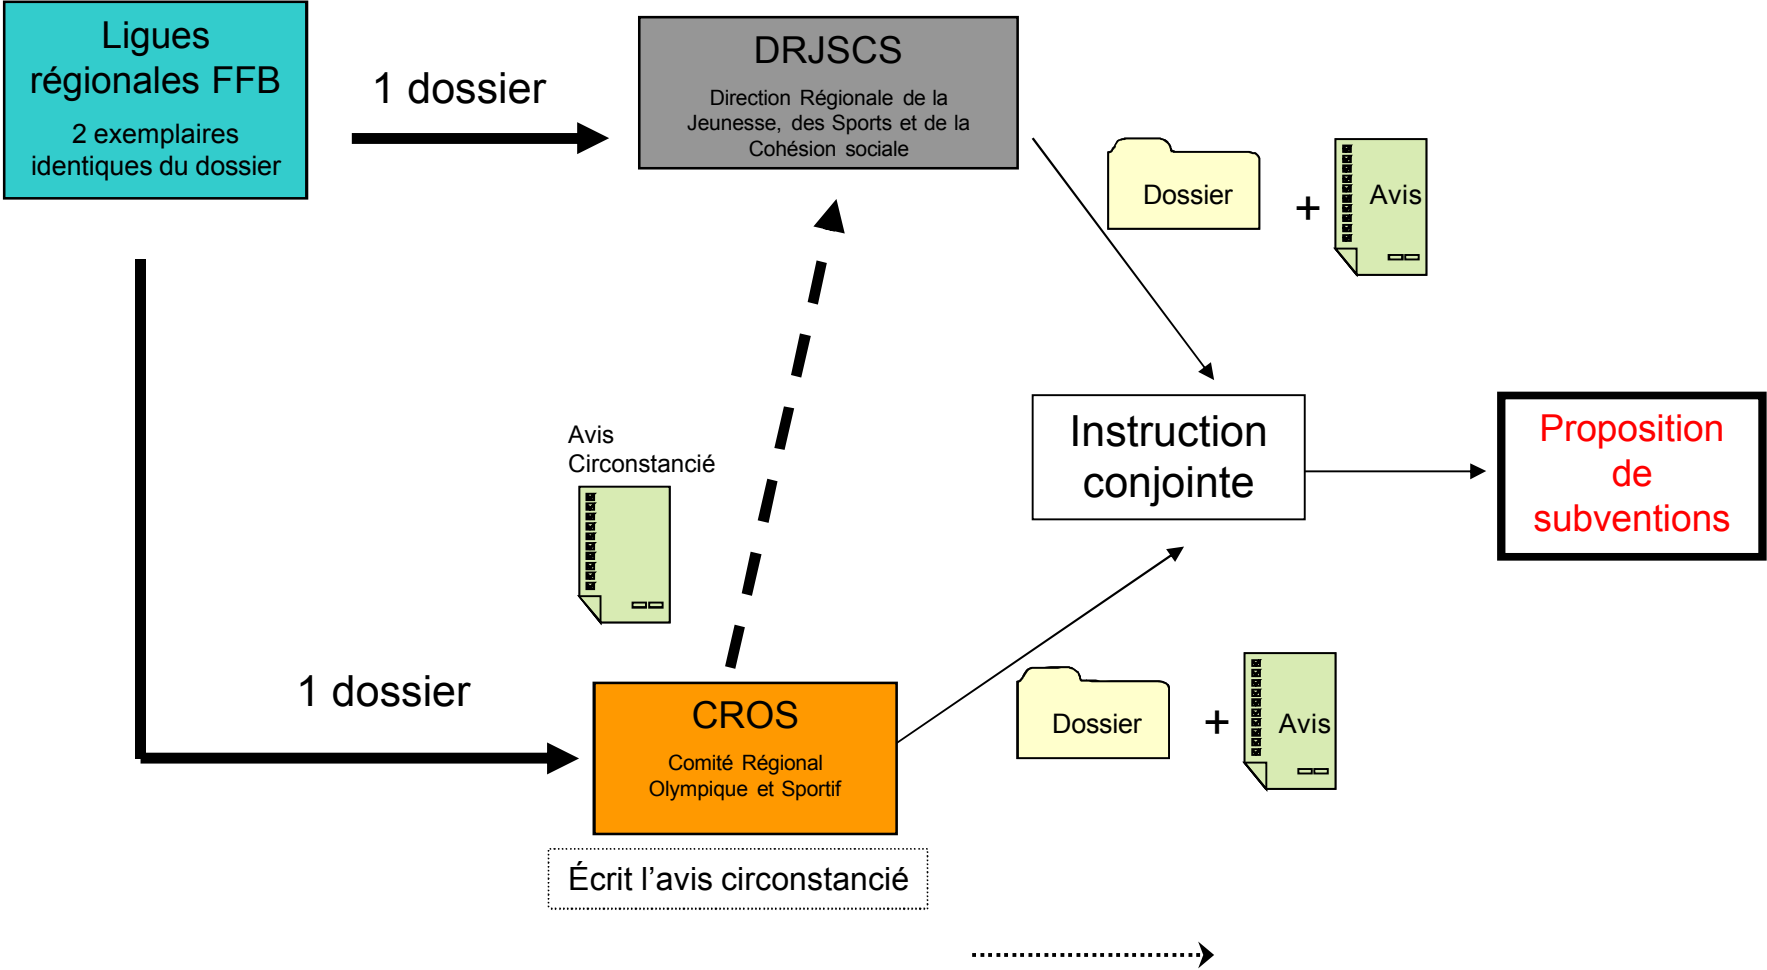 Ligues
régionales FFB
2 exemplaires
identiques du dossier
1 dossier
DRJSCS
Direction Régionale de la
Jeunesse, des Sports et de la
Cohésion sociale
Dossier
+
Avis
Avis
Circonstancié
Instruction
conjointe
Proposition
de
subventions
1 dossier
CROS
Comité Régional
Olympique et Sportif
Dossier
+
Avis
Écrit l’avis circonstancié